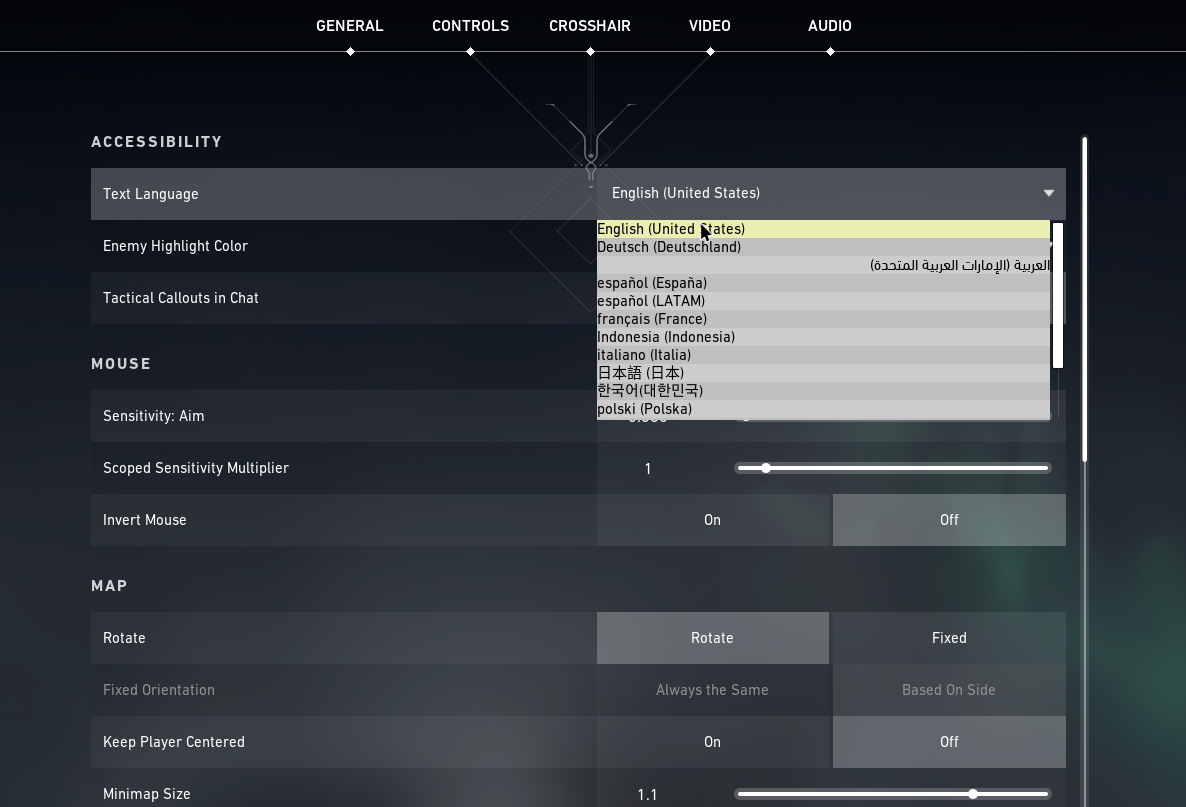 GENERAL CONTROLS CROSSHAIR VIDEO AUDIO
ACCESSIBILITY
Text Language English (United States)
Enemy Highlight Color
Tactical Callouts in Chat
English (United States)
Deutsch (Deutschland)
العربية (الإمارات العربية المتحدة)
español (España)
español (LATAM)
français (France)
Indonesia (Indonesia)
italiano (Italia)
日本語 (日本)
한국어(대한민국)
polski (Polska)
MOUSE
Sensitivity: Aim
Scoped Sensitivity Multiplier 1
Invert Mouse On Off
MAP
Rotate Rotate Fixed
Fixed Orientation Always the Same Based On Side
Keep Player Centered On Off
Minimap Size 1.1